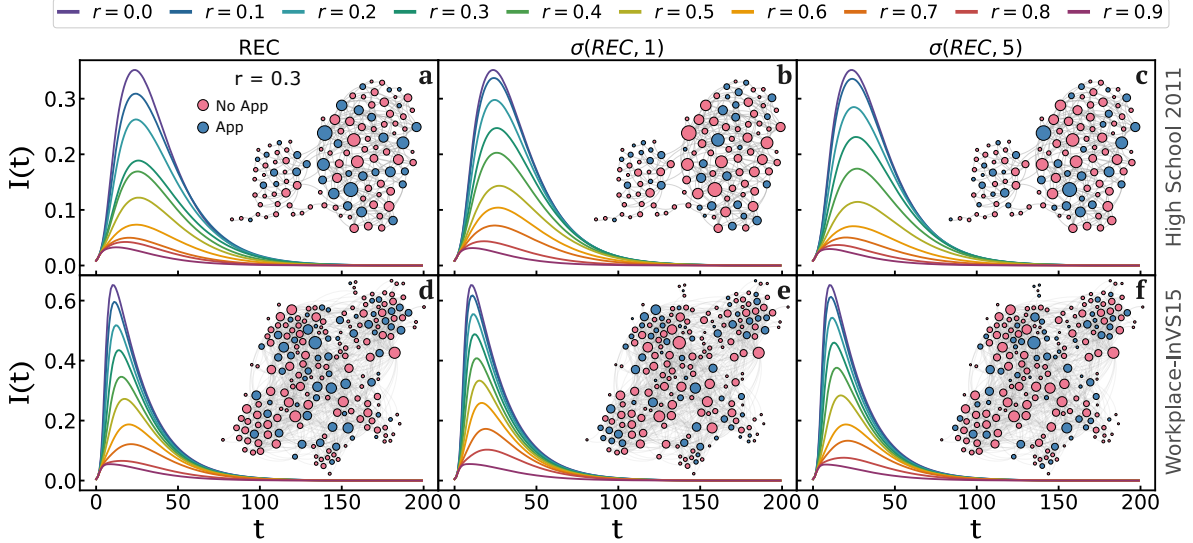 r = 0.0 r = 0.1 r = 0.2 r = 0.3 r = 0.4 r = 0.5 r = 0.6 r = 0.7 r = 0.8 r = 0.9
REC σ(REC, 1) σ(REC, 5)
a b c
r = 0.3
No App
App
0.3
0.2
0.1
0.0
I(t)
High School 2011
d e f
0.6
0.4
0.2
0.0
I(t)
Workplace-InVS15
0 50 100 150 200 0 50 100 150 200 0 50 100 150 200
t t t